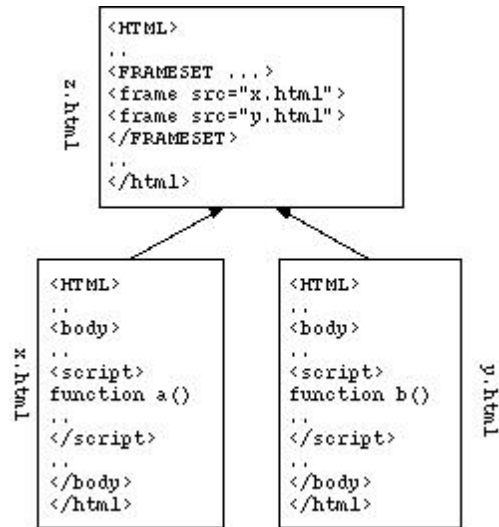 z.html
<HTML>
..
<FRAMESET ...>
<frame src="x.html">
<frame src="y.html">
</FRAMESET>
..
</html>
x.html
<HTML>
..
<body>
..
<script>
function a()
..
</script>
..
</body>
</html>
<HTML>
..
<body>
..
<script>
function b()
..
</script>
..
</body>
</html>
y.html